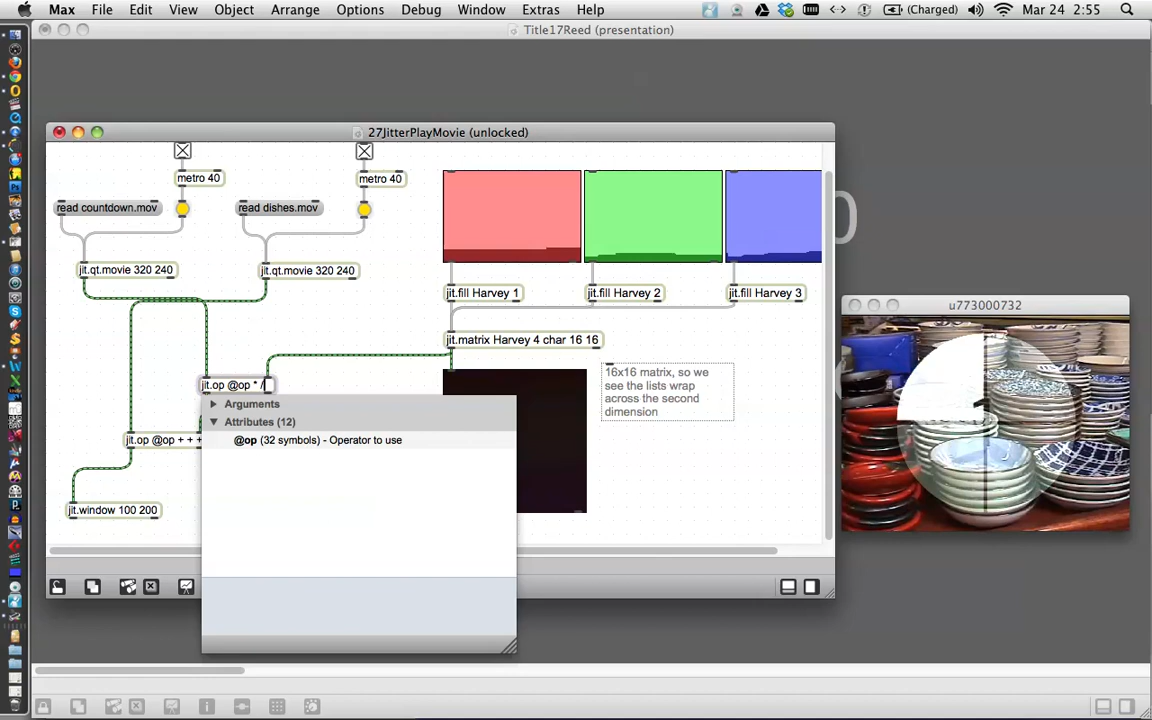 Max File Edit View Object Arrange Options Debug Window Extras Help (Charged) Mar 24 2:55
Title17Reed (presentation)
27JitterPlayMovie (unlocked)
metro 40
metro 40
read countdown.mov
read dishes.mov
jit.qt.movie 320 240
jit.qt.movie 320 240
jit.fill Harvey 1
jit.fill Harvey 2
jit.fill Harvey 3
u773000732
jit.matrix Harvey 4 char 16 16
16x16 matrix, so we
see the lists wrap
across the second
dimension
jit.op @op * /
Arguments
Attributes (12)
@op (32 symbols) - Operator to use
jit.op @op + + +
jit.window 100 200